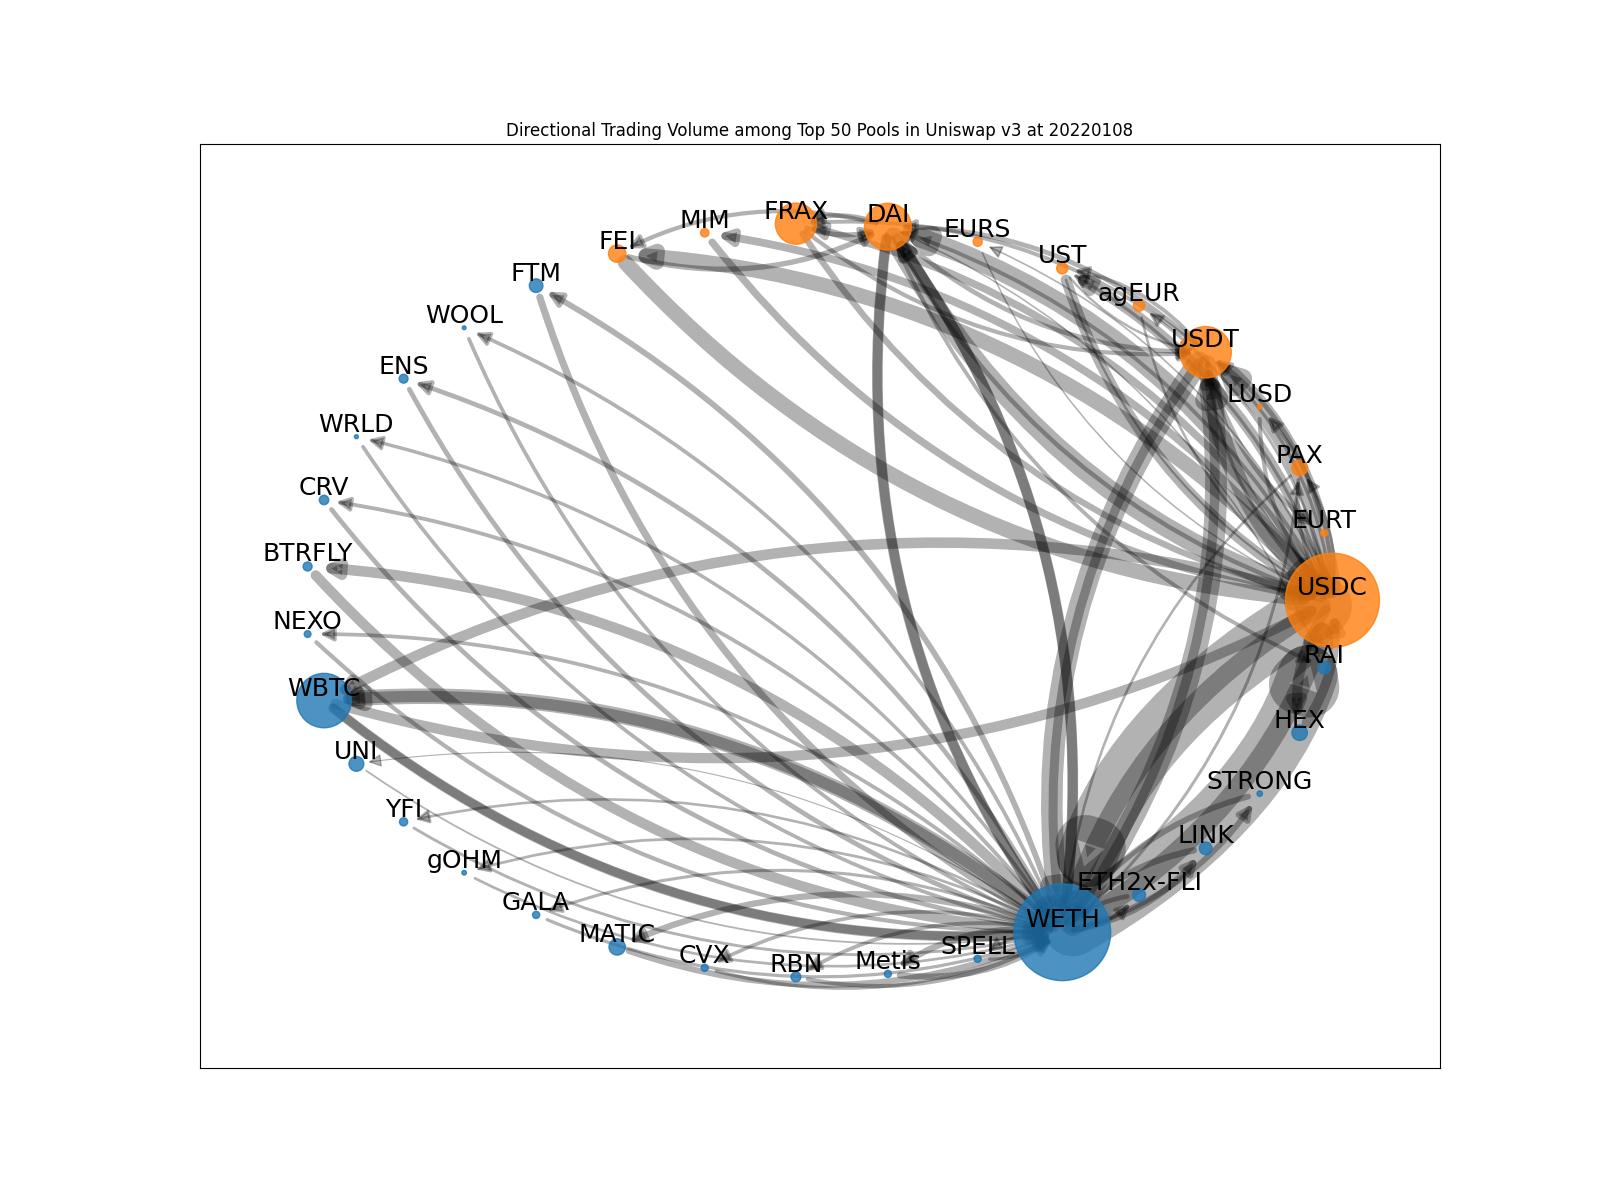 Directional Trading Volume among Top 50 Pools in Uniswap v3 at 20220108
FRAX
DAI
MIM
EURS
FEI
UST
FTM
agEUR
WOOL
USDT
ENS
LUSD
WRLD
PAX
CRV
EURT
BTRFLY
USDC
NEXO
RAI
WBTC
HEX
UNI
STRONG
YFI
LINK
gOHM
ETH2x-FLI
GALA
WETH
MATIC
SPELL
CVX
RBN
Metis